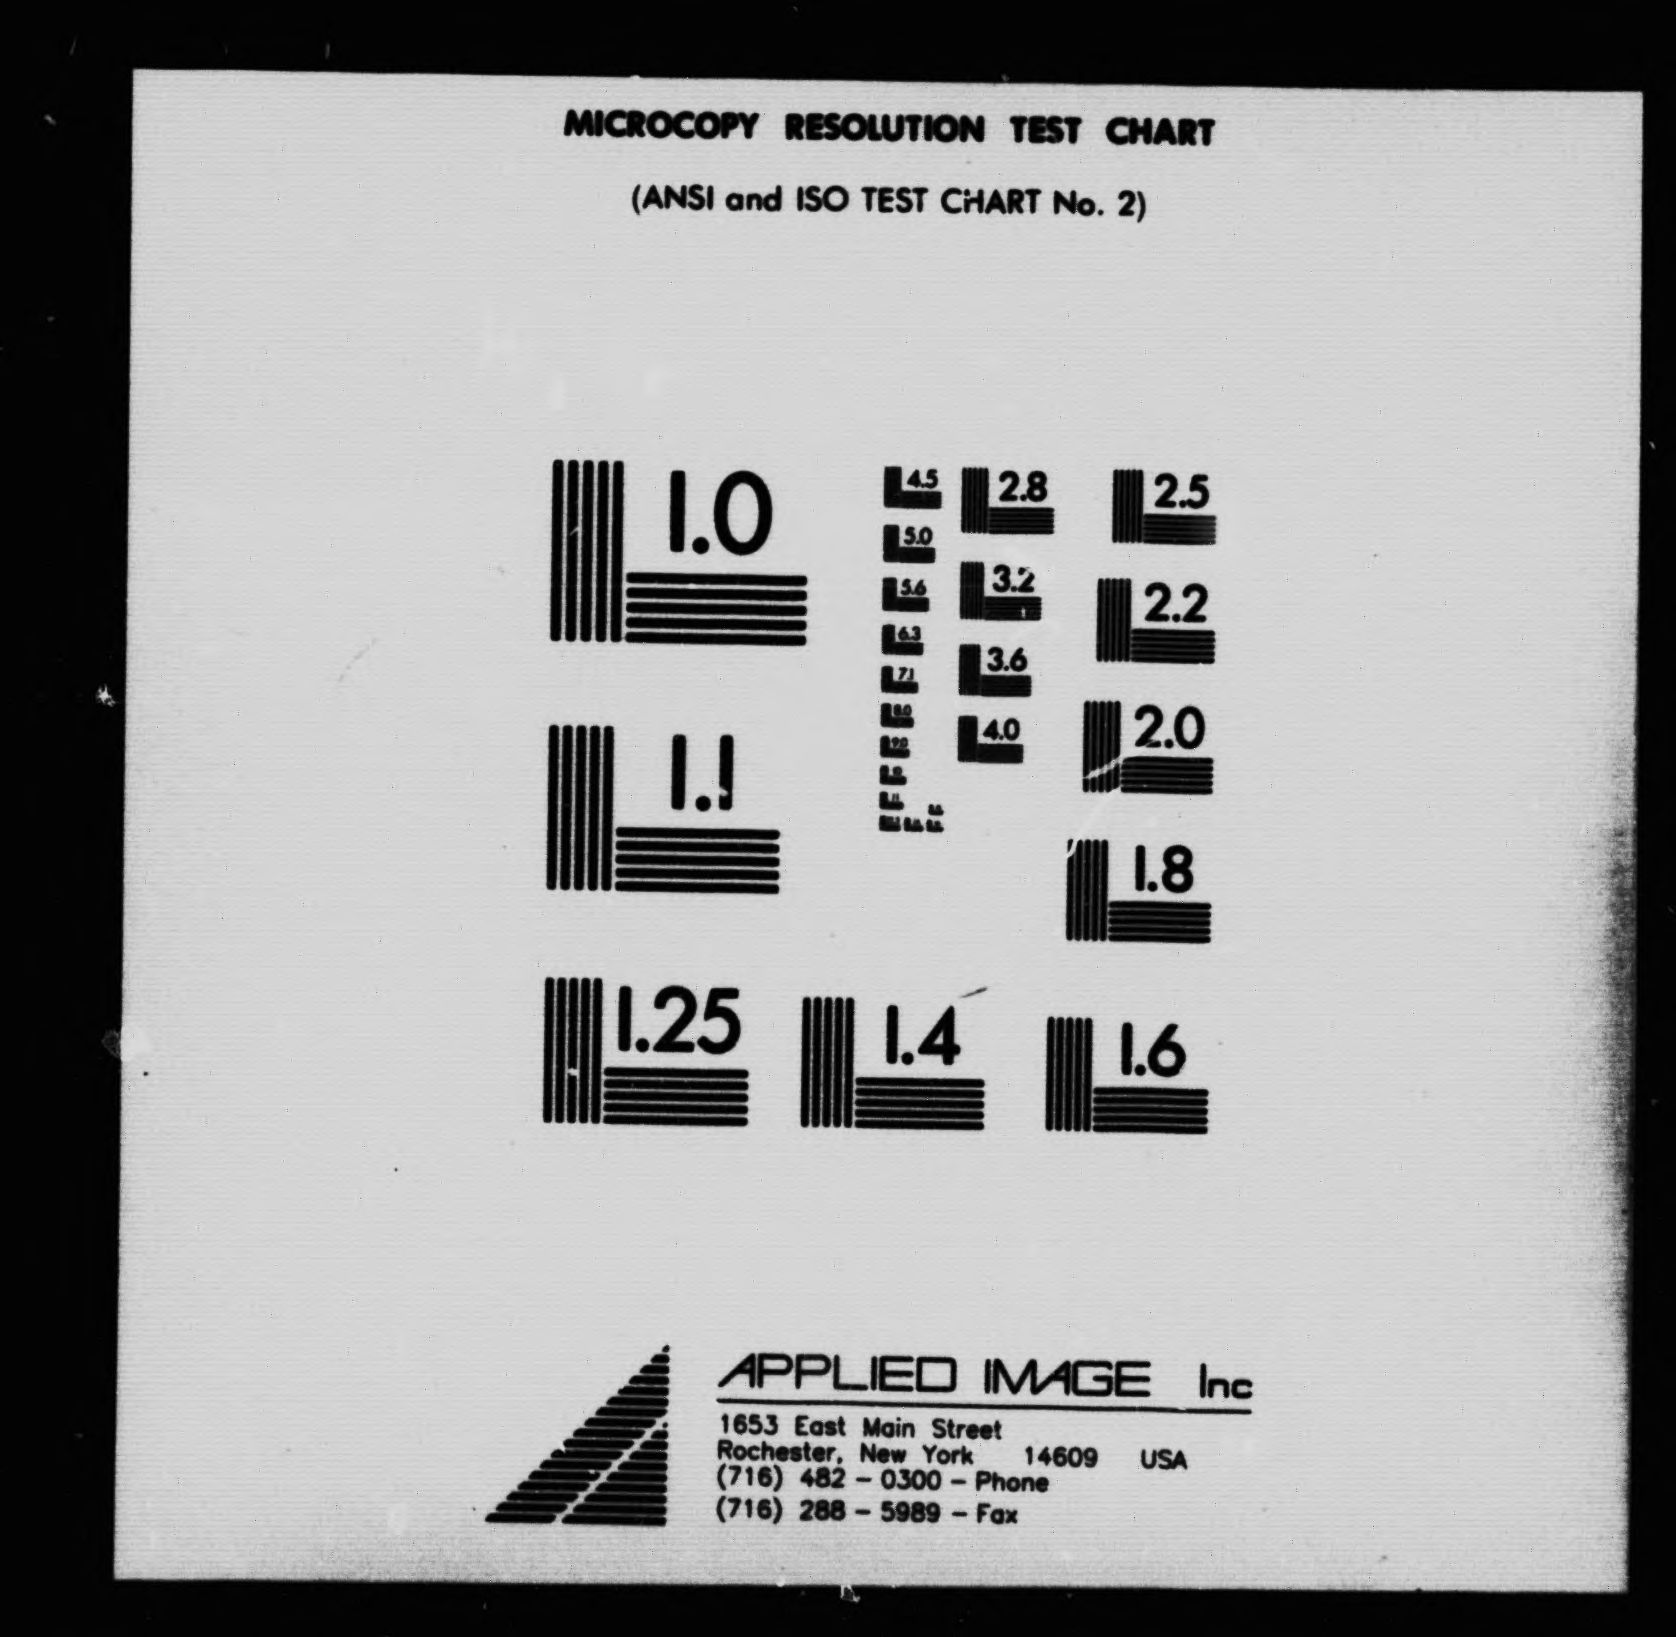 MICROCOPY RESOLUTION TEST CHART
(ANSI and ISO TEST CHART No. 2)
1.0
4.5
2.8
2.5
5.0
3.2
2.2
5.6
6.3
3.6
7.1
4.0
2.0
8.0
9.0
1.1
1.8
1.25
1.4
1.6
APPLIED IMAGE Inc
1653 East Main Street
Rochester, New York 14609 USA
(716) 482 - 0300 - Phone
(716) 288 - 5989 - Fax